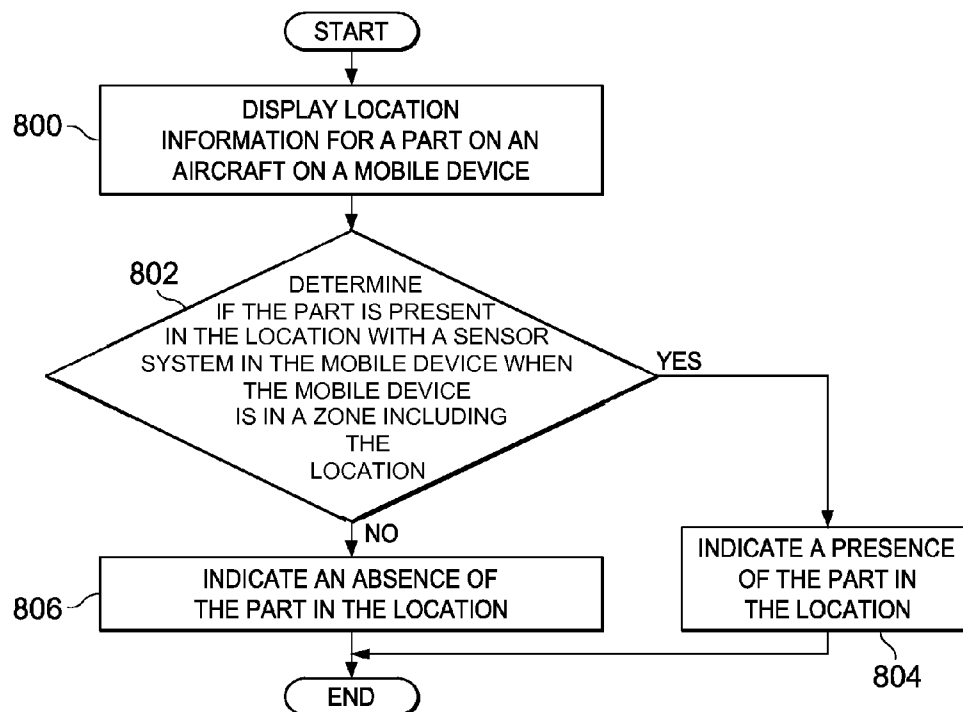 START
800
DISPLAY LOCATION
INFORMATION FOR A PART ON AN
AIRCRAFT ON A MOBILE DEVICE
802
DETERMINE
IF THE PART IS PRESENT
IN THE LOCATION WITH A SENSOR
SYSTEM IN THE MOBILE DEVICE WHEN
THE MOBILE DEVICE
IS IN A ZONE INCLUDING
THE
LOCATION
YES
NO
806
INDICATE AN ABSENCE OF
THE PART IN THE LOCATION
INDICATE A PRESENCE
OF THE PART IN
THE LOCATION
804
END